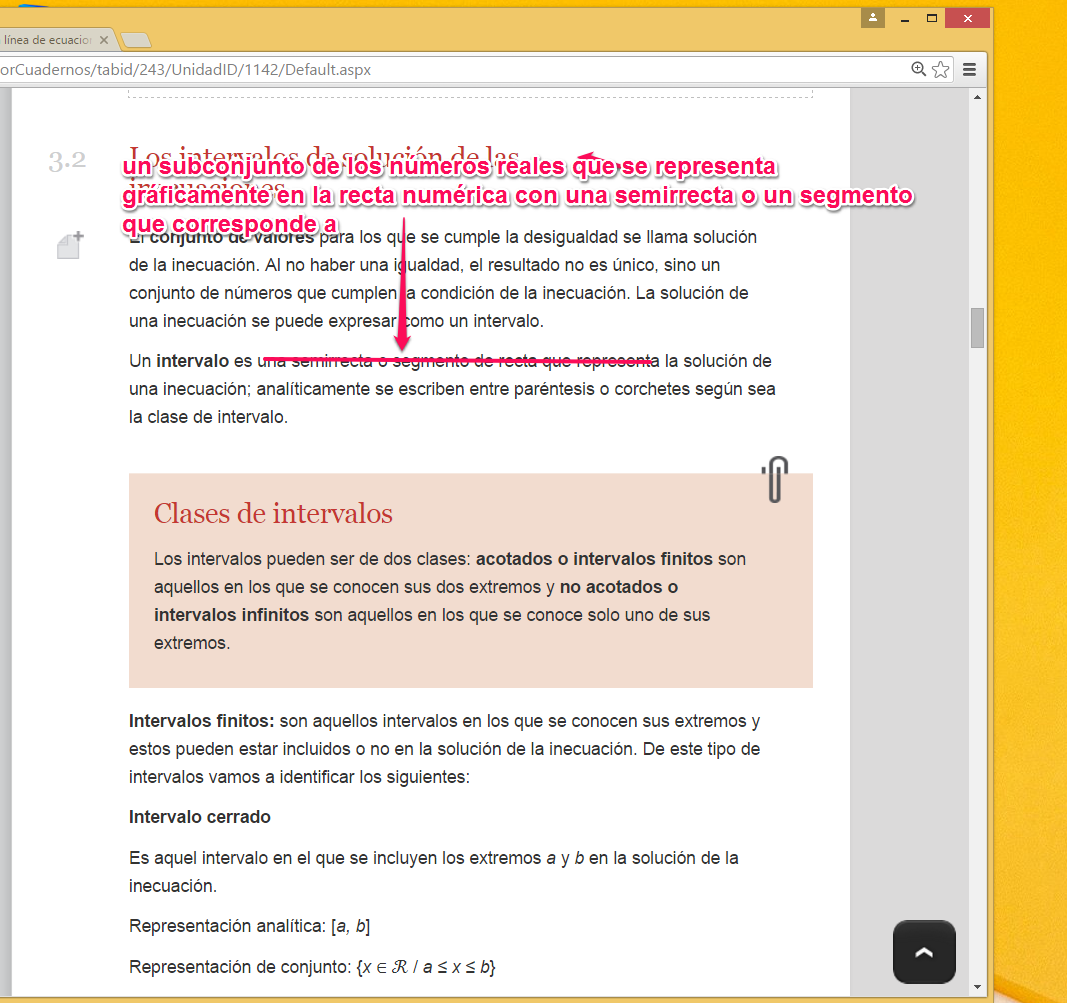 línea de ecuacion
orCuadernos/tabid/243/UnidadID/1142/Default.aspx
3.2
Los intervalos de solución de las
inecuaciones
un subconjunto de los números reales que se representa
gráficamente en la recta numérica con una semirrecta o un segmento
que corresponde a
El conjunto de valores para los que se cumple la desigualdad se llama solución
de la inecuación. Al no haber una igualdad, el resultado no es único, sino un
conjunto de números que cumplen la condición de la inecuación. La solución de
una inecuación se puede expresar como un intervalo.
Un intervalo es una semirrecta o segmento de recta que representa la solución de
una inecuación; analíticamente se escriben entre paréntesis o corchetes según sea
la clase de intervalo.
Clases de intervalos
Los intervalos pueden ser de dos clases: acotados o intervalos finitos son
aquellos en los que se conocen sus dos extremos y no acotados o
intervalos infinitos son aquellos en los que se conoce solo uno de sus
extremos.
Intervalos finitos: son aquellos intervalos en los que se conocen sus extremos y
estos pueden estar incluidos o no en la solución de la inecuación. De este tipo de
intervalos vamos a identificar los siguientes:
Intervalo cerrado
Es aquel intervalo en el que se incluyen los extremos a y b en la solución de la
inecuación.
Representación analítica: [a, b]
Representación de conjunto: {x ∈ ℛ / a ≤ x ≤ b}